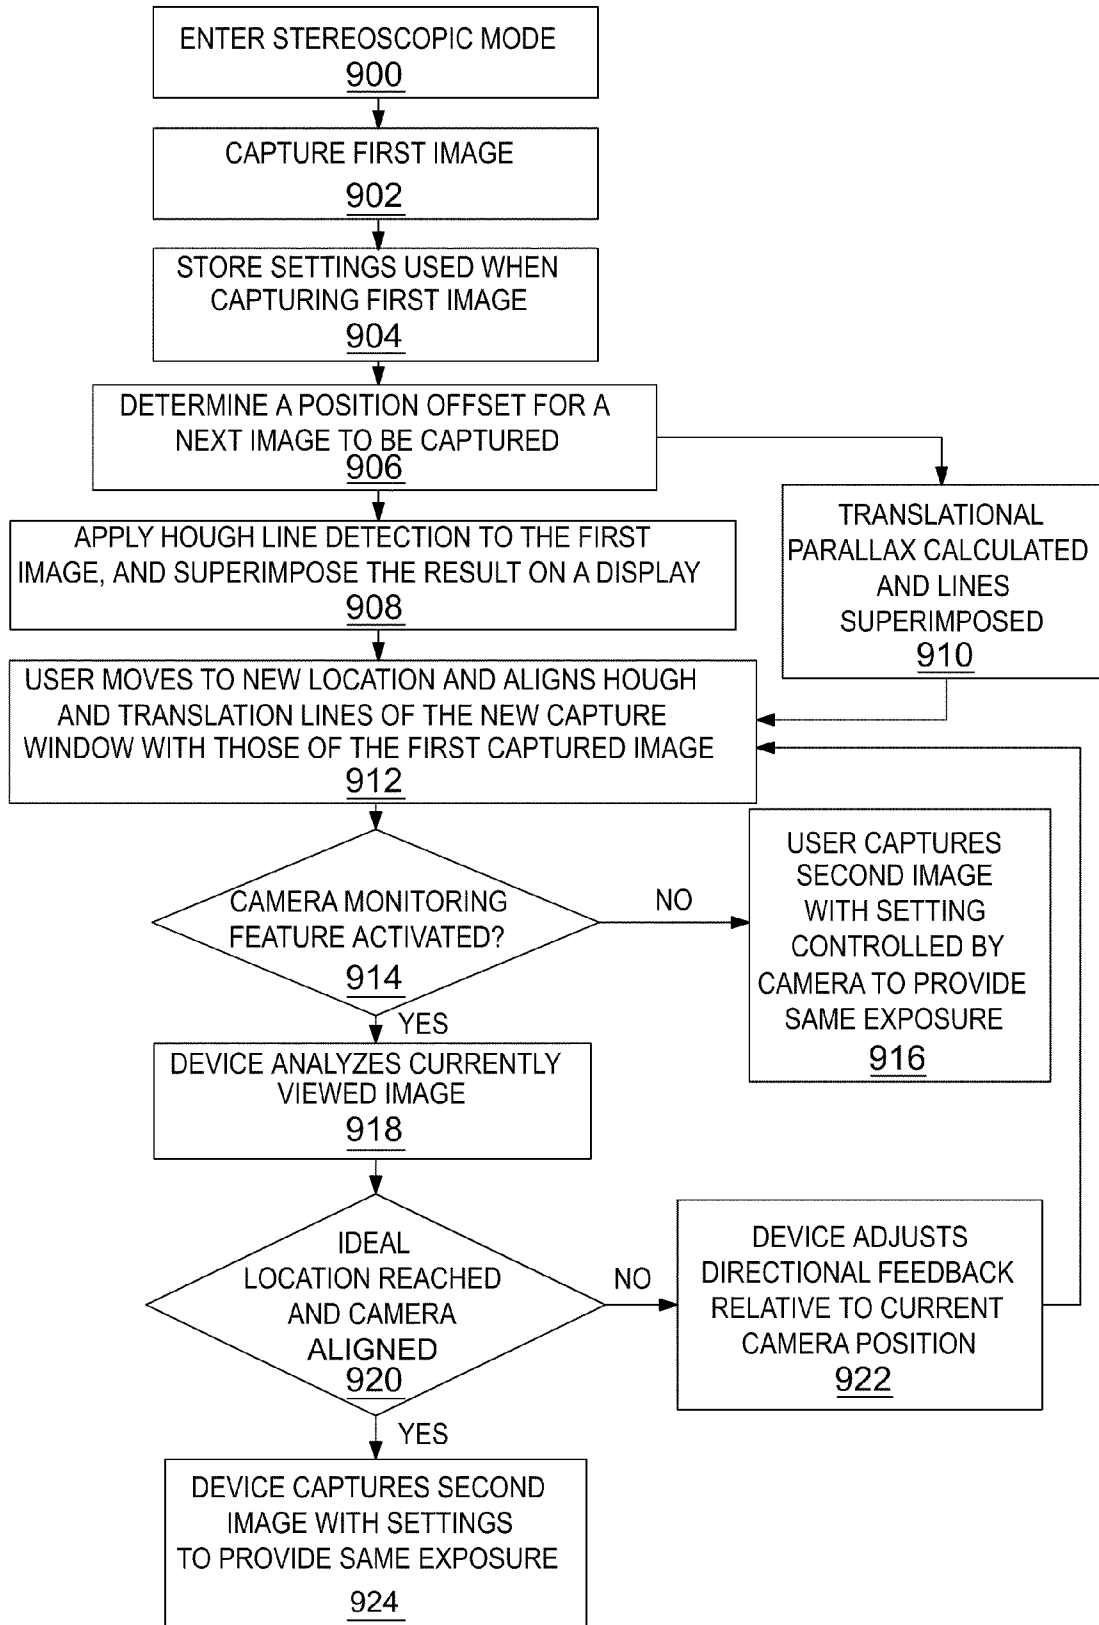 ENTER STEREOSCOPIC MODE
900
CAPTURE FIRST IMAGE
902
STORE SETTINGS USED WHEN
CAPTURING FIRST IMAGE
904
DETERMINE A POSITION OFFSET FOR A
NEXT IMAGE TO BE CAPTURED
906
APPLY HOUGH LINE DETECTION TO THE FIRST
IMAGE, AND SUPERIMPOSE THE RESULT ON A DISPLAY
908
TRANSLATIONAL
PARALLAX CALCULATED
AND LINES
SUPERIMPOSED
910
USER MOVES TO NEW LOCATION AND ALIGNS HOUGH
AND TRANSLATION LINES OF THE NEW CAPTURE
WINDOW WITH THOSE OF THE FIRST CAPTURED IMAGE
912
CAMERA MONITORING
FEATURE ACTIVATED?
914
NO
USER CAPTURES
SECOND IMAGE
WITH SETTING
CONTROLLED BY
CAMERA TO PROVIDE
SAME EXPOSURE
916
YES
DEVICE ANALYZES CURRENTLY
VIEWED IMAGE
918
IDEAL
LOCATION REACHED
AND CAMERA
ALIGNED
920
NO
DEVICE ADJUSTS
DIRECTIONAL FEEDBACK
RELATIVE TO CURRENT
CAMERA POSITION
922
YES
DEVICE CAPTURES SECOND
IMAGE WITH SETTINGS
TO PROVIDE SAME EXPOSURE
924